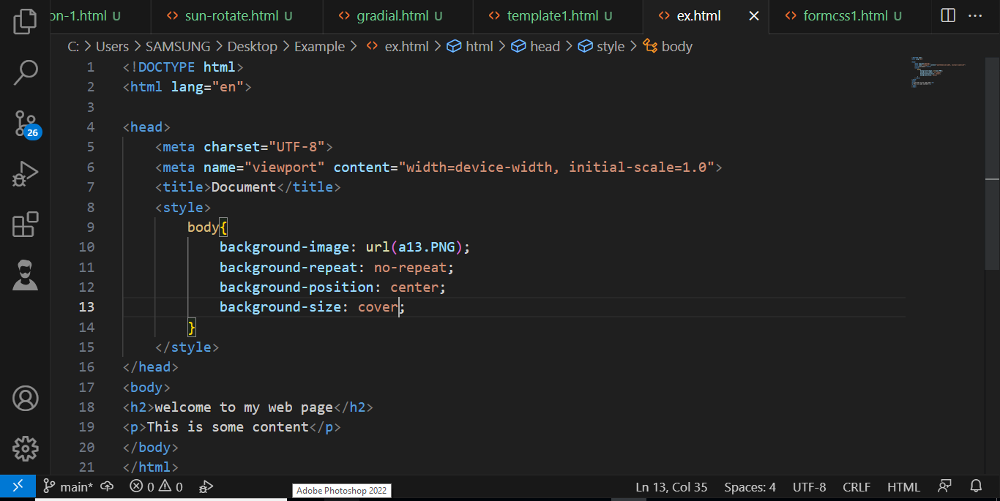 on-1.html U sun-rotate.html U gradial.html U template1.html U ex.html formcss1.html U
C: > Users > SAMSUNG > Desktop > Example > ex.html > html > head > style > body
1 <!DOCTYPE html>
2 <html lang="en">
3
4 <head>
5 <meta charset="UTF-8">
6 <meta name="viewport" content="width=device-width, initial-scale=1.0">
7 <title>Document</title>
8 <style>
9 body{
10 background-image: url(a13.PNG);
11 background-repeat: no-repeat;
12 background-position: center;
13 background-size: cover;
14 }
15 </style>
16 </head>
17 <body>
18 <h2>welcome to my web page</h2>
19 <p>This is some content</p>
20 </body>
21 </html>
26
main* 0 0 Ln 13, Col 35 Spaces: 4 UTF-8 CRLF HTML
Adobe Photoshop 2022